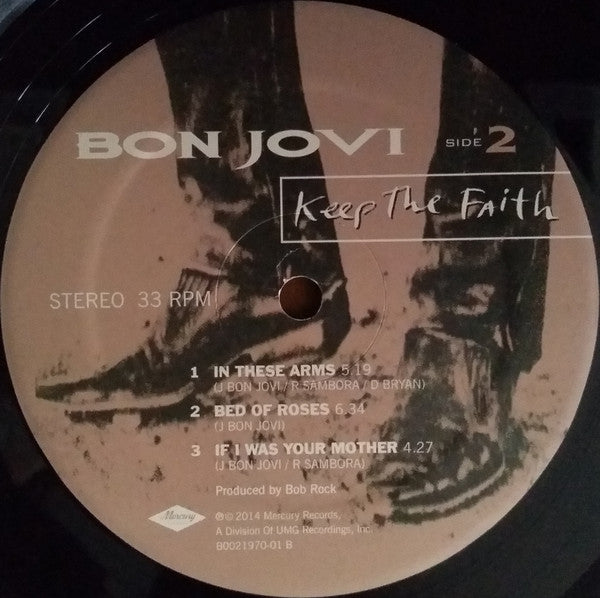 BON JOVI SIDE 2
Keep The Faith
STEREO 33 RPM
1 IN THESE ARMS 5.19
(J BON JOVI / R SAMBORA / D BRYAN)
2 BED OF ROSES 6.34
(J BON JOVI)
3 IF I WAS YOUR MOTHER 4.27
(J BON JOVI / R SAMBORA)
Produced by Bob Rock
Mercury
℗© 2014 Mercury Records,
A Division Of UMG Recordings, Inc.
B0021970-01 B